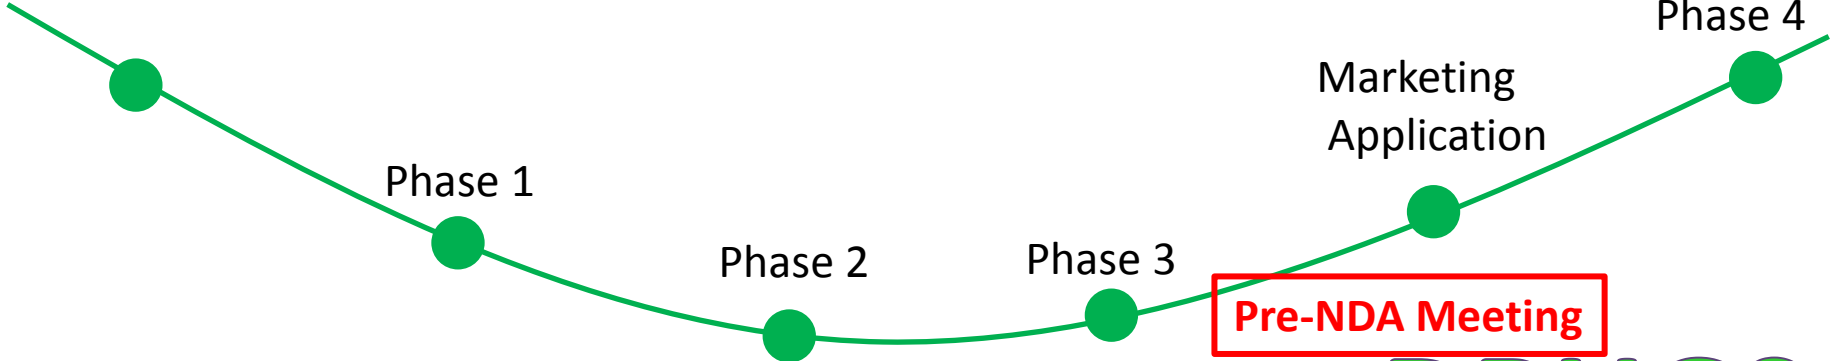 Phase 4
Marketing
Application
Phase 1
Phase 2
Phase 3
Pre-NDA Meeting